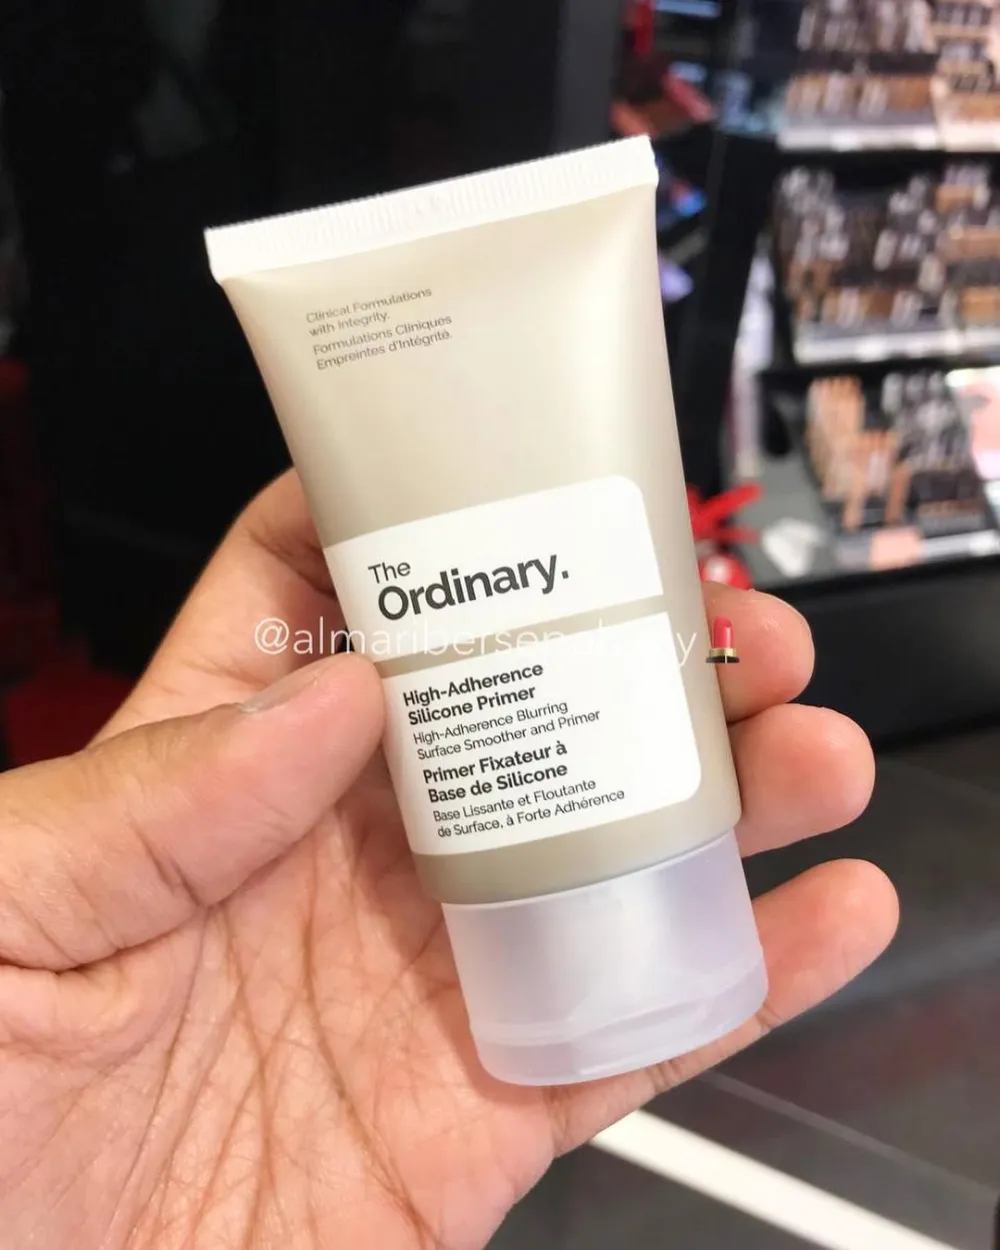 Clinical Formulations
with Integrity.
Formulations Cliniques
Empreintes d'Intégrité.
The
Ordinary.
High-Adherence
Silicone Primer
High-Adherence Blurring
Surface Smoother and Primer
Primer Fixateur à
Base de Silicone
Base Lissante et Floutante
de Surface, à Forte Adhérence